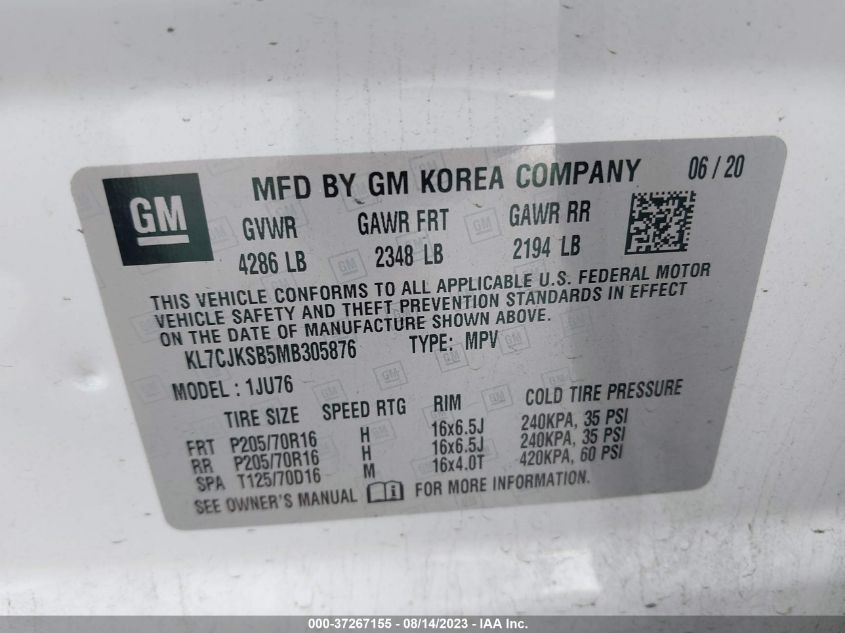 GM
MFD BY GM KOREA COMPANY 06 / 20
GVWR GAWR FRT GAWR RR
4286 LB 2348 LB 2194 LB
THIS VEHICLE CONFORMS TO ALL APPLICABLE U.S. FEDERAL MOTOR
VEHICLE SAFETY AND THEFT PREVENTION STANDARDS IN EFFECT
ON THE DATE OF MANUFACTURE SHOWN ABOVE.
KL7CJKSB5MB305876 TYPE: MPV
MODEL : 1JU76
TIRE SIZE SPEED RTG RIM COLD TIRE PRESSURE
FRT P205/70R16 H 16x6.5J 240KPA, 35 PSI
RR P205/70R16 H 16x6.5J 240KPA, 35 PSI
SPA T125/70D16 M 16x4.0T 420KPA, 60 PSI
SEE OWNER'S MANUAL FOR MORE INFORMATION.
000-37267155 - 08/14/2023 - IAA Inc.